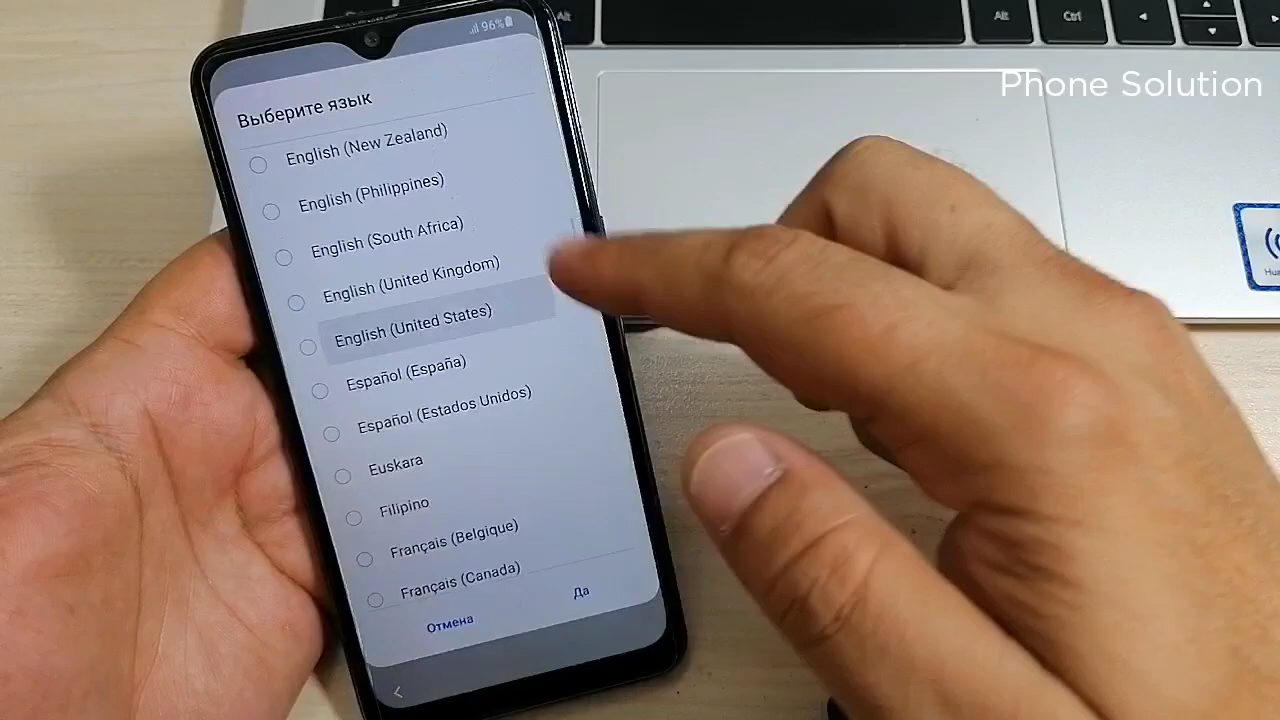 Alt
Alt
Ctrl
Phone Solution
96%
Выберите язык
English (New Zealand)
English (Philippines)
English (South Africa)
English (United Kingdom)
English (United States)
Español (España)
Español (Estados Unidos)
Euskara
Filipino
Français (Belgique)
Français (Canada)
Отмена
Да